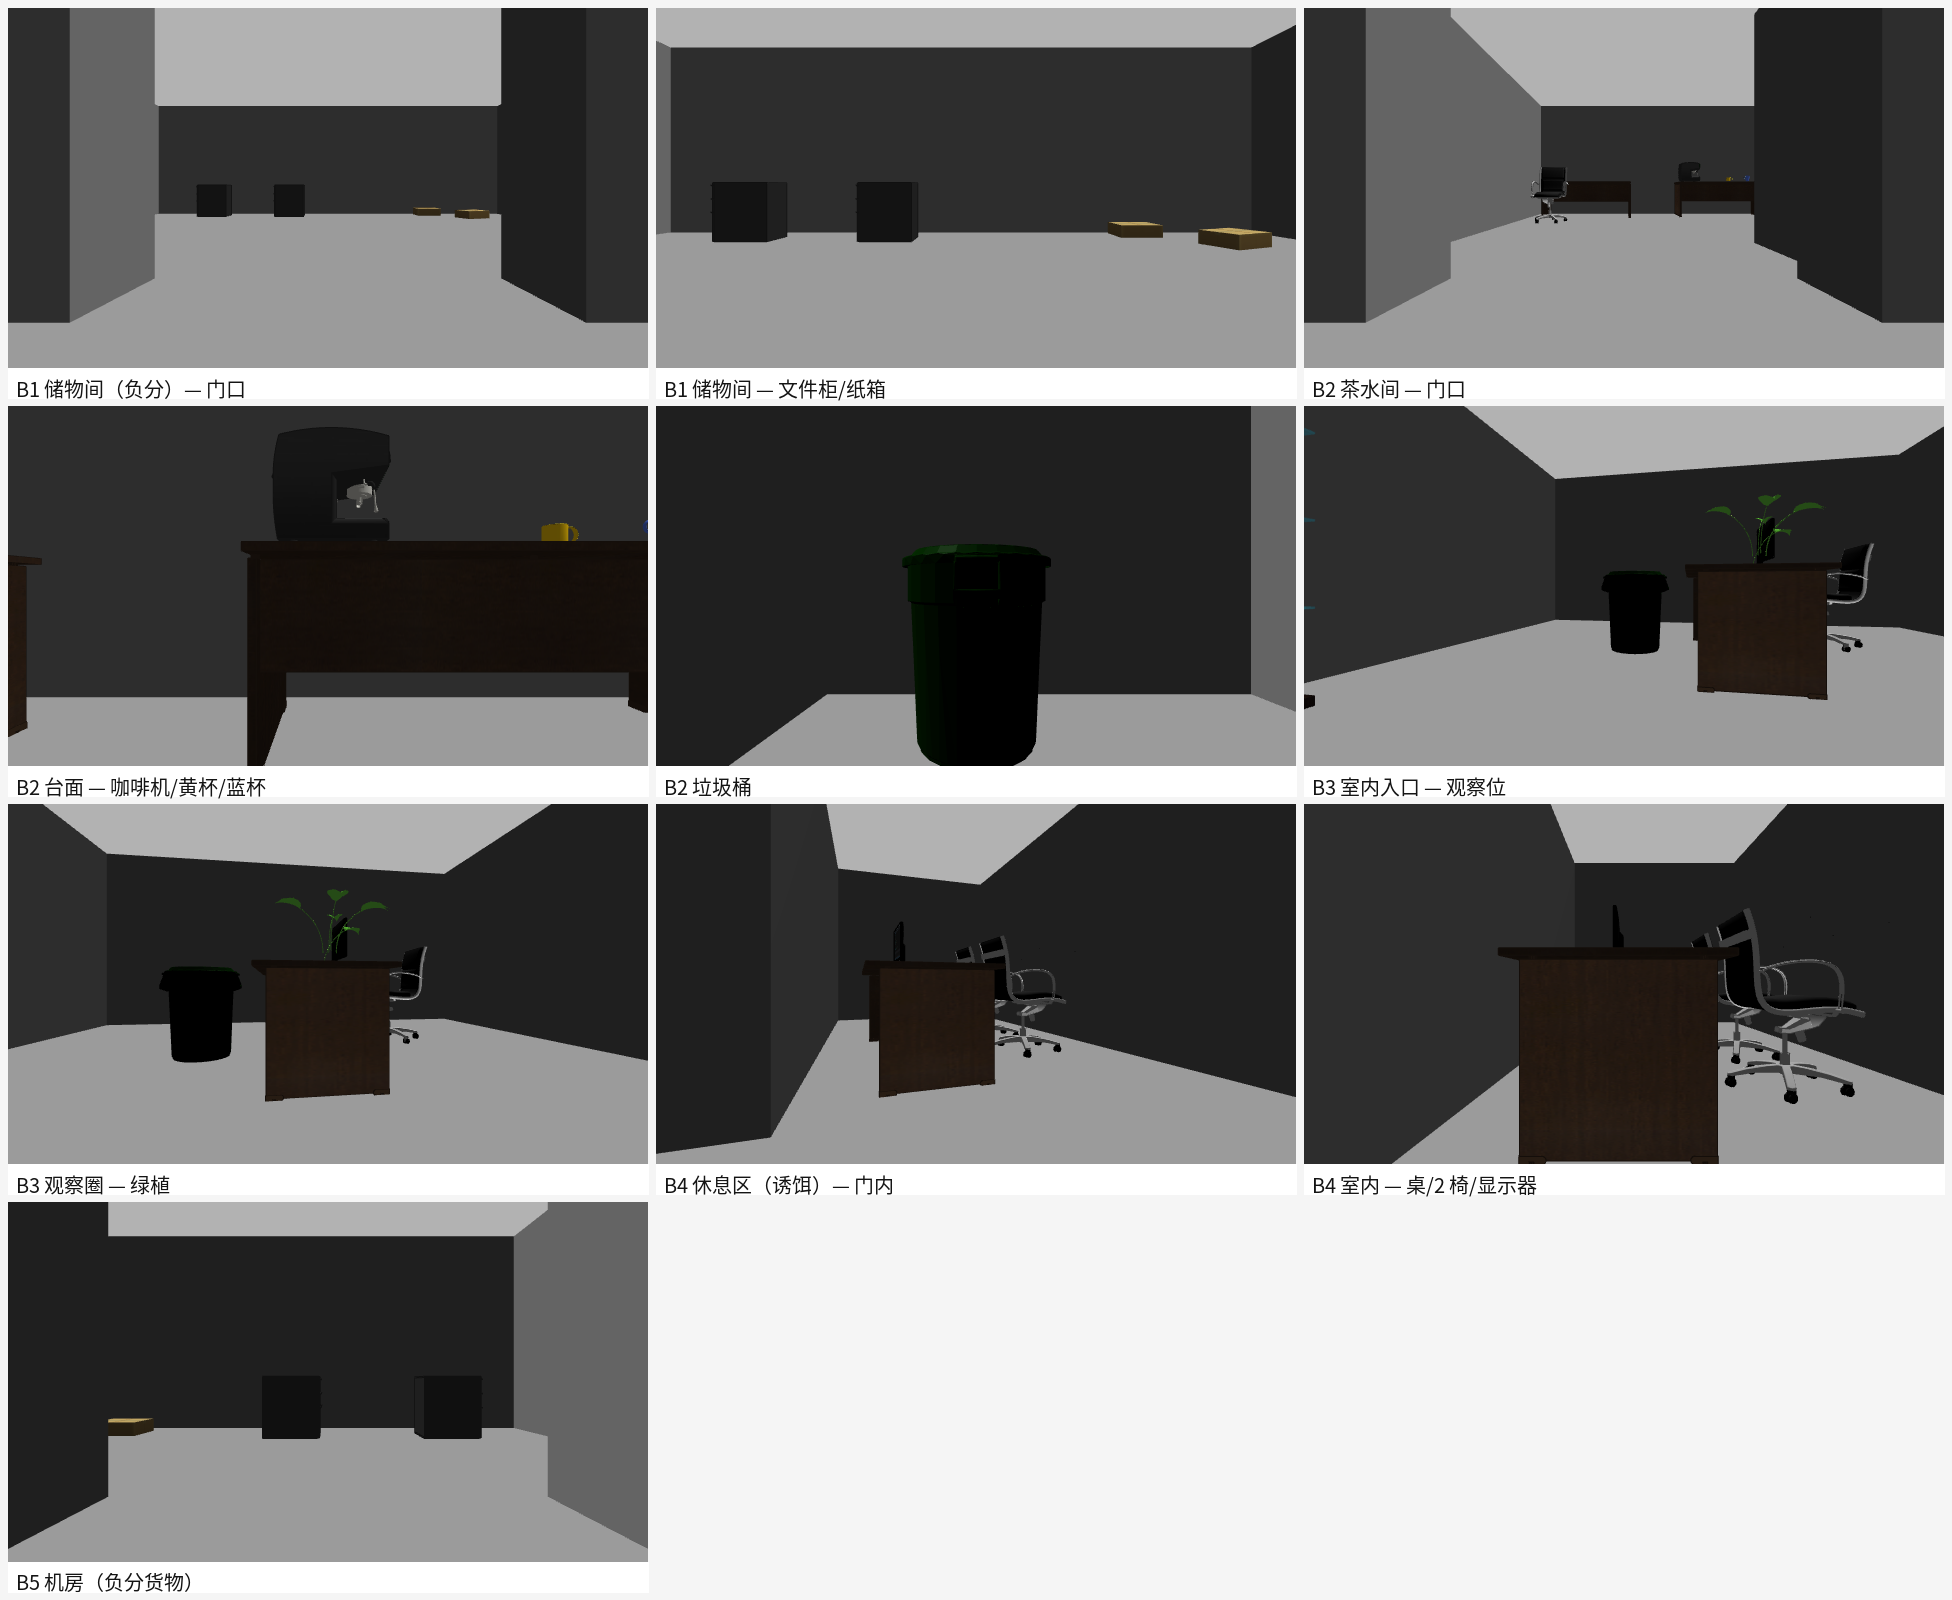 B1 储物间（负分）— 门口
B1 储物间 — 文件柜/纸箱
B2 茶水间 — 门口
B2 台面 — 咖啡机/黄杯/蓝杯
B2 垃圾桶
B3 室内入口 — 观察位
B3 观察圈 — 绿植
B4 休息区（诱饵）— 门内
B4 室内 — 桌/2 椅/显示器
B5 机房（负分货物）